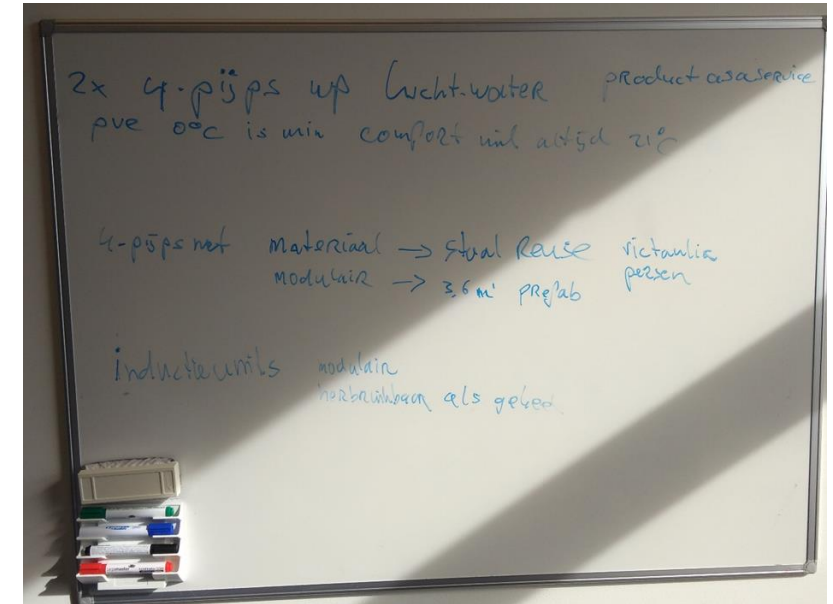 2x 4-pijps wp lucht-water product as a service
pve 0°C is min comfort mil altijd 21°C
4-pijps net materiaal → staal Reuse victaulic
modulair → 3,6 m' prefab persen
inductieunits modulair
herbruikbaar als geheel